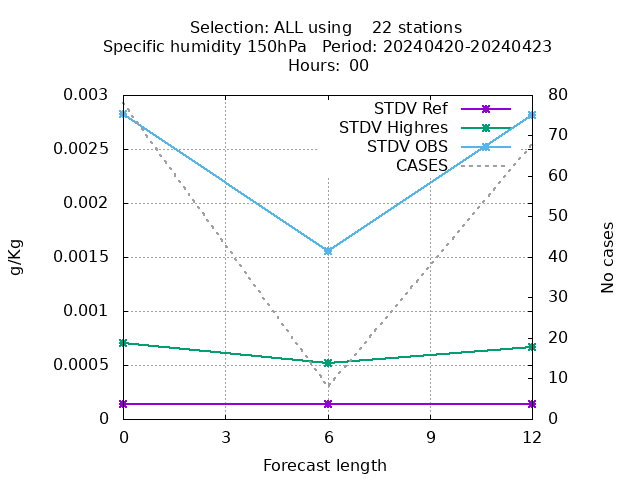 Selection: ALL using    22 stations
Specific humidity 150hPa   Period: 20240420-20240423
Hours: 00
STDV Ref
STDV Highres
STDV OBS
CASES
0.003
0.0025
0.002
0.0015
0.001
0.0005
0
80
70
60
50
40
30
20
10
0
g/Kg
No cases
0
3
6
9
12
Forecast length